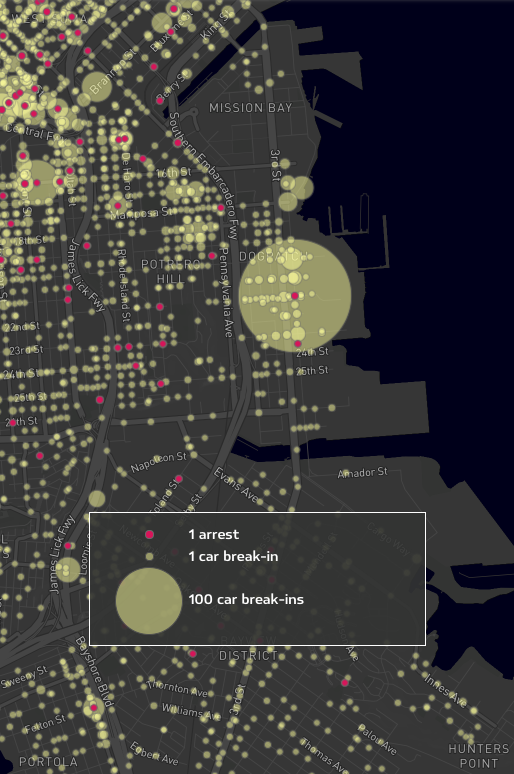 MISSION BAY
Brannan St
King St
Berry St
Central Fwy
3rd St
16th St
De Haro St
Mariposa St
Southern Embarcadero Fwy
DOGPATCH
POTRERO
HILL
James Lick Fwy
Rhode Island St
Pennsylvania Ave
22nd St
23rd St
24th St
24th St
25th St
25th St
26th St
Napoleon St
Evans Ave
Amador St
James Lick Fwy
1 arrest
1 car break-in
100 car break-ins
DISTRICT
Bayshore Blvd
Sweeny St
Thornton Ave
Williams Ave
3rd St
Innes Ave
Felton St
Egbert Ave
Thomas Ave
Palou Ave
PORTOLA
HUNTERS
POINT